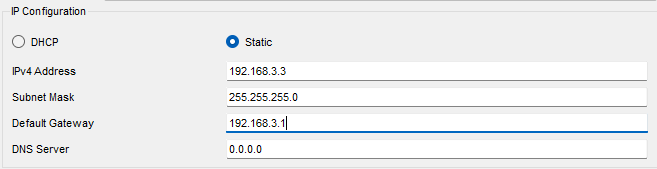 IP Configuration
DHCP Static
IPv4 Address 192.168.3.3
Subnet Mask 255.255.255.0
Default Gateway 192.168.3.1
DNS Server 0.0.0.0